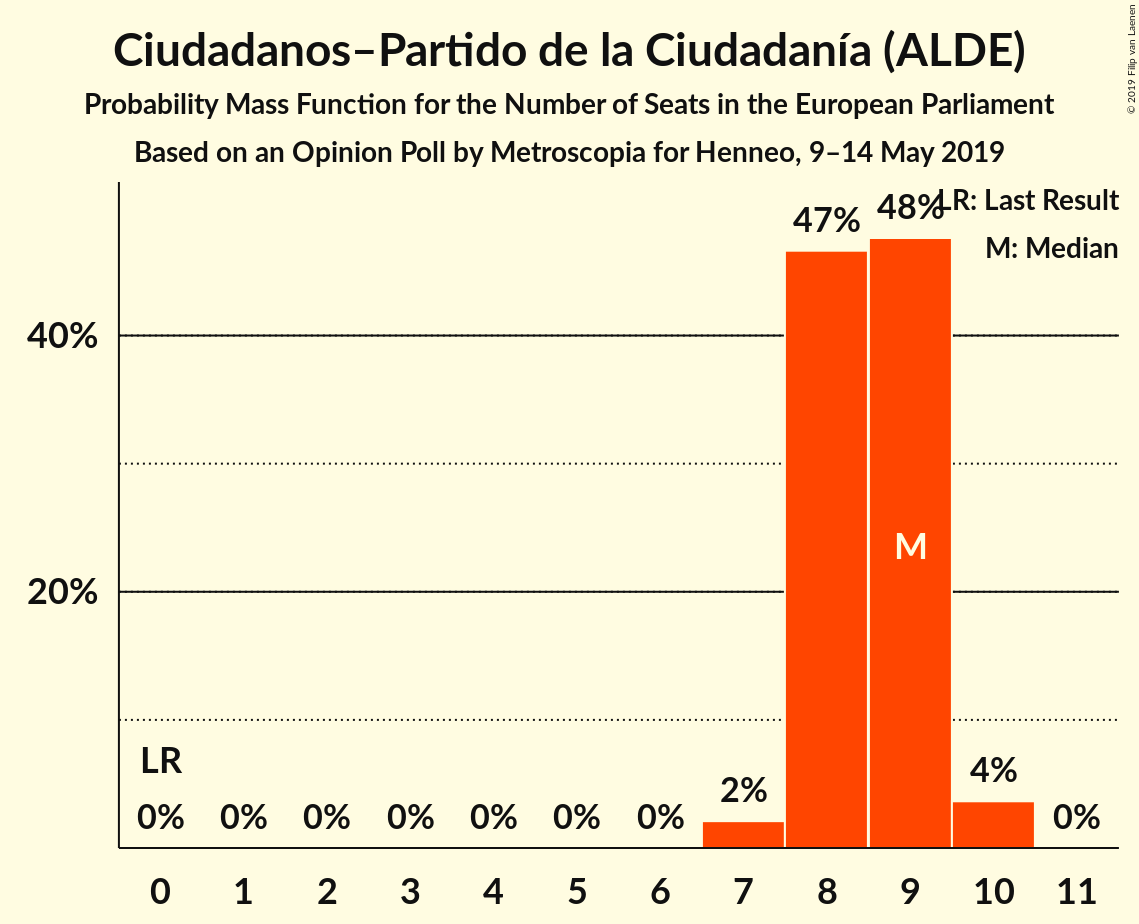 Ciudadanos–Partido de la Ciudadanía (ALDE)
Probability Mass Function for the Number of Seats in the European Parliament
Based on an Opinion Poll by Metroscopia for Henneo, 9–14 May 2019
© 2019 Filip van Laenen
LR: Last Result
M: Median
47% 48%
40%
20%
M
LR
0% 0% 0% 0% 0% 0% 0% 2% 4% 0%
0 1 2 3 4 5 6 7 8 9 10 11